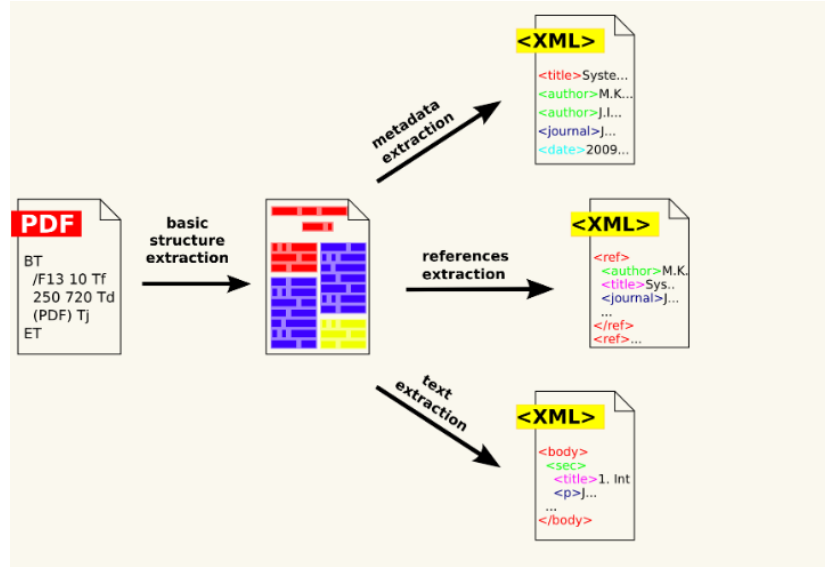 PDF
BT
/F13 10 Tf
250 720 Td
(PDF) Tj
ET
basic
structure
extraction
metadada
extraction
<XML>
<title>Syste...
<author>M.K...
<author>J.I...
<journal>J...
<date>2009...
references
extraction
<XML>
<ref>
<author>M.K.
<title>Sys..
<journal>J...
...
</ref>
<ref>...
text
extraction
<XML>
<body>
<sec>
<title>1. Int
<p>J...
...
</body>